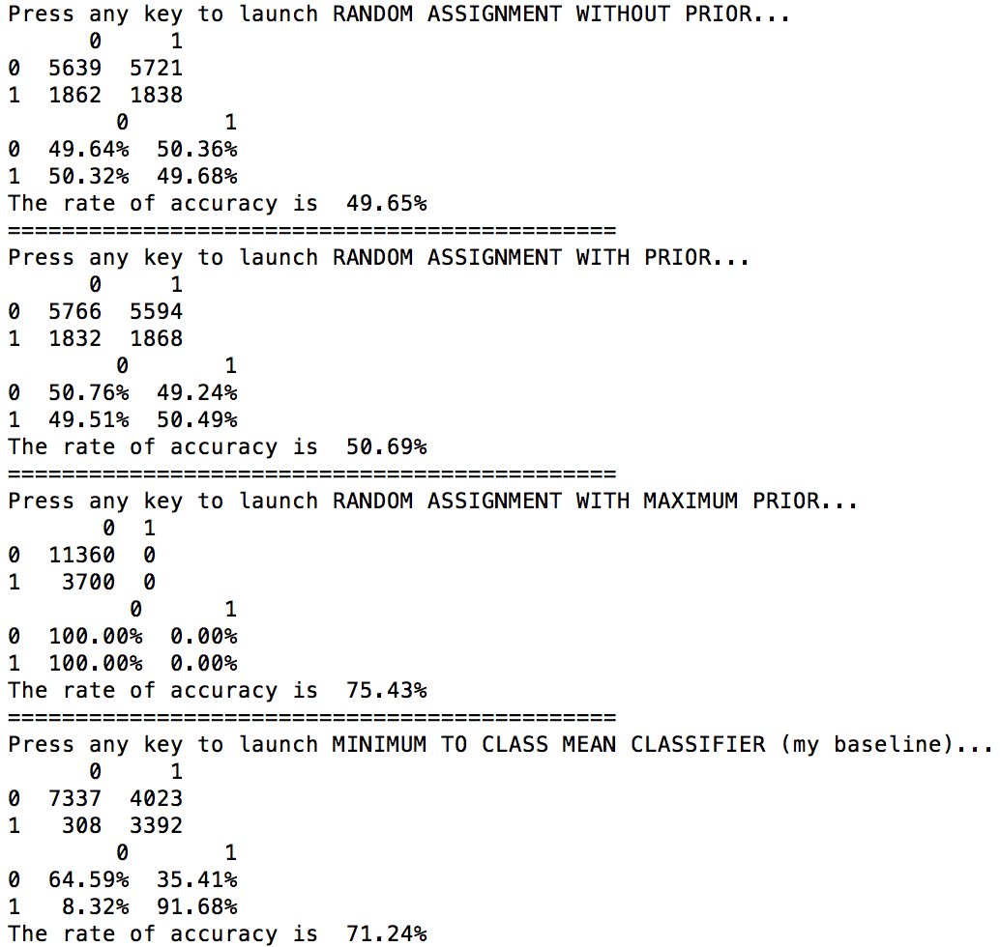 Press any key to launch RANDOM ASSIGNMENT WITHOUT PRIOR...
0 1
0 5639 5721
1 1862 1838
0 1
0 49.64% 50.36%
1 50.32% 49.68%
The rate of accuracy is 49.65%
=============================================
Press any key to launch RANDOM ASSIGNMENT WITH PRIOR...
0 1
0 5766 5594
1 1832 1868
0 1
0 50.76% 49.24%
1 49.51% 50.49%
The rate of accuracy is 50.69%
=============================================
Press any key to launch RANDOM ASSIGNMENT WITH MAXIMUM PRIOR...
0 1
0 11360 0
1 3700 0
0 1
0 100.00% 0.00%
1 100.00% 0.00%
The rate of accuracy is 75.43%
=============================================
Press any key to launch MINIMUM TO CLASS MEAN CLASSIFIER (my baseline)...
0 1
0 7337 4023
1 308 3392
0 1
0 64.59% 35.41%
1 8.32% 91.68%
The rate of accuracy is 71.24%